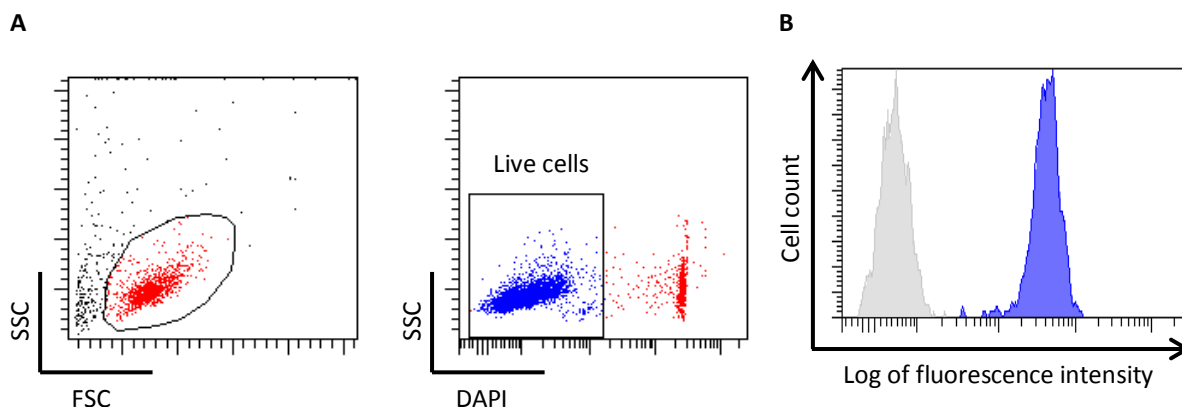 A
SSC
FSC
Live cells
SSC
DAPI
B
Cell count
Log of fluorescence intensity